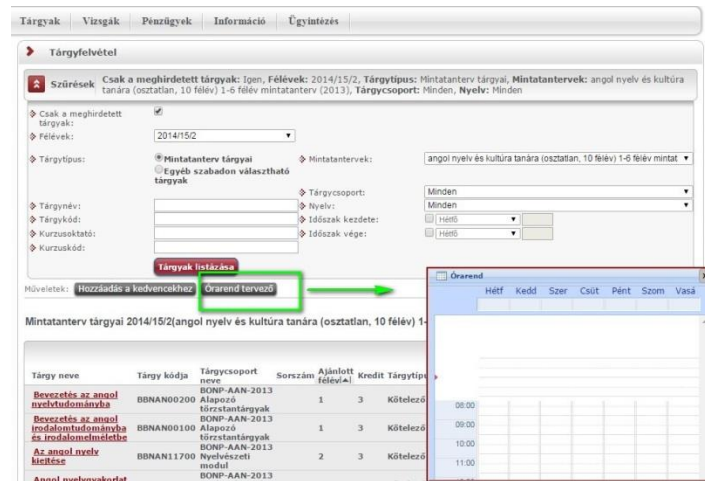 Tárgyak Vizsgák Pénzügyek Információ Ügyintézés
Tárgyfelvétel
Szűrések Csak a meghirdetett tárgyak: Igen, Félévek: 2014/15/2, Tárgytípus: Mintatanterv tárgyai, Mintatantervek: angol nyelv és kultúra
tanára (osztatlan, 10 félév) 1-6 félév mintatanterv (2013), Tárgycsoport: Minden, Nyelv: Minden
Csak a meghirdetett
tárgyak:
Félévek: 2014/15/2
Tárgytípus: Mintatanterv tárgyai Mintatantervek: angol nyelv és kultúra tanára (osztatlan, 10 félév) 1-6 félév mintat
Egyéb szabadon választható
tárgyak
Tárgycsoport: Minden
Tárgynév: Nyelv: Minden
Tárgykód: Időszak kezdete: Hétfő
Kurzusoktató: Időszak vége: Hétfő
Kurzuskód:
Tárgyak listázása
Műveletek: Hozzáadás a kedvencekhez Órarend tervező
Órarend
Hétf Kedd Szer Csüt Pént Szom Vasá
Mintatanterv tárgyai 2014/15/2(angol nyelv és kultúra tanára (osztatlan, 10 félév) 1-
Tárgy neve Tárgy kódja Tárgycsoport neve Sorszám Ajánlott félév Kredit Tárgytípu
Bevezetés az angol nyelvtudományba BBNAN00200 BONP-AAN-2013 Alapozó törzstantárgyak 1 3 Kötelező
Bevezetés az angol irodalomtudományba és irodalomelméletbe BBNAN00100 BONP-AAN-2013 Alapozó törzstantárgyak 1 3 Kötelező
Az angol nyelv kiejtése BBNAN11700 BONP-AAN-2013 Nyelvészeti modul 2 3 Kötelező
Angol nyelvgyakorlat BONP-AAN-2013
08:00
09:00
10:00
11:00